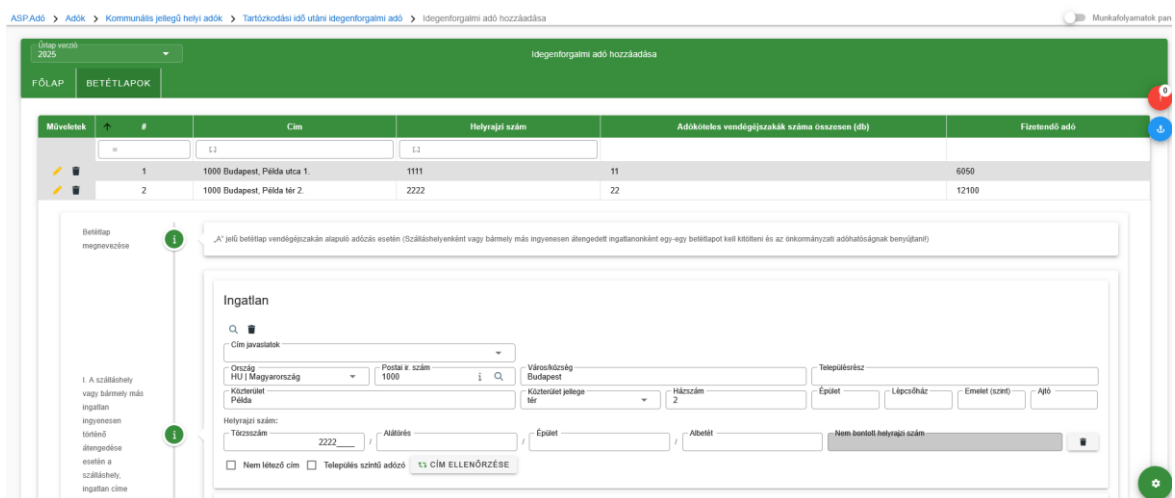 ASP.Adó > Adók > Kommunális jellegű helyi adók > Tartózkodási idő utáni idegenforgalmi adó > Idegenforgalmi adó hozzáadása
Munkafolyamatok pan
Űrlap verzió
2025
Idegenforgalmi adó hozzáadása
FŐLAP
BETÉTLAPOK
0
Műveletek # Cím Helyrajzi szám Adóköteles vendégéjszakák száma összesen (db) Fizetendő adó
=
1 1000 Budapest, Példa utca 1. 1111 11 6050
2 1000 Budapest, Példa tér 2. 2222 22 12100
Betétlap
megnevezése
„A" jelű betétlap vendégéjszakán alapuló adózás esetén (Szálláshelyenként vagy bármely más ingyenesen átengedett ingatlanonként egy-egy betétlapot kell kitölteni és az önkormányzati adóhatóságnak benyújtani!)
Ingatlan
Cím javaslatok
Ország
HU | Magyarország
Postai ir. szám
1000
Város/község
Budapest
Településrész
Közterület
Példa
Közterület jellege
tér
Házszám
2
Épület
Lépcsőház
Emelet (szint)
Ajtó
Helyrajzi szám:
Törzsszám
2222____
/
Alátörés
/
Épület
/
Albetét
Nem bontott helyrajzi szám
Nem létező cím
Település szintű adózó
CÍM ELLENŐRZÉSE
I. A szálláshely
vagy bármely más
ingatlan
ingyenesen
történő
átengedése
esetén a
szálláshely,
ingatlan címe